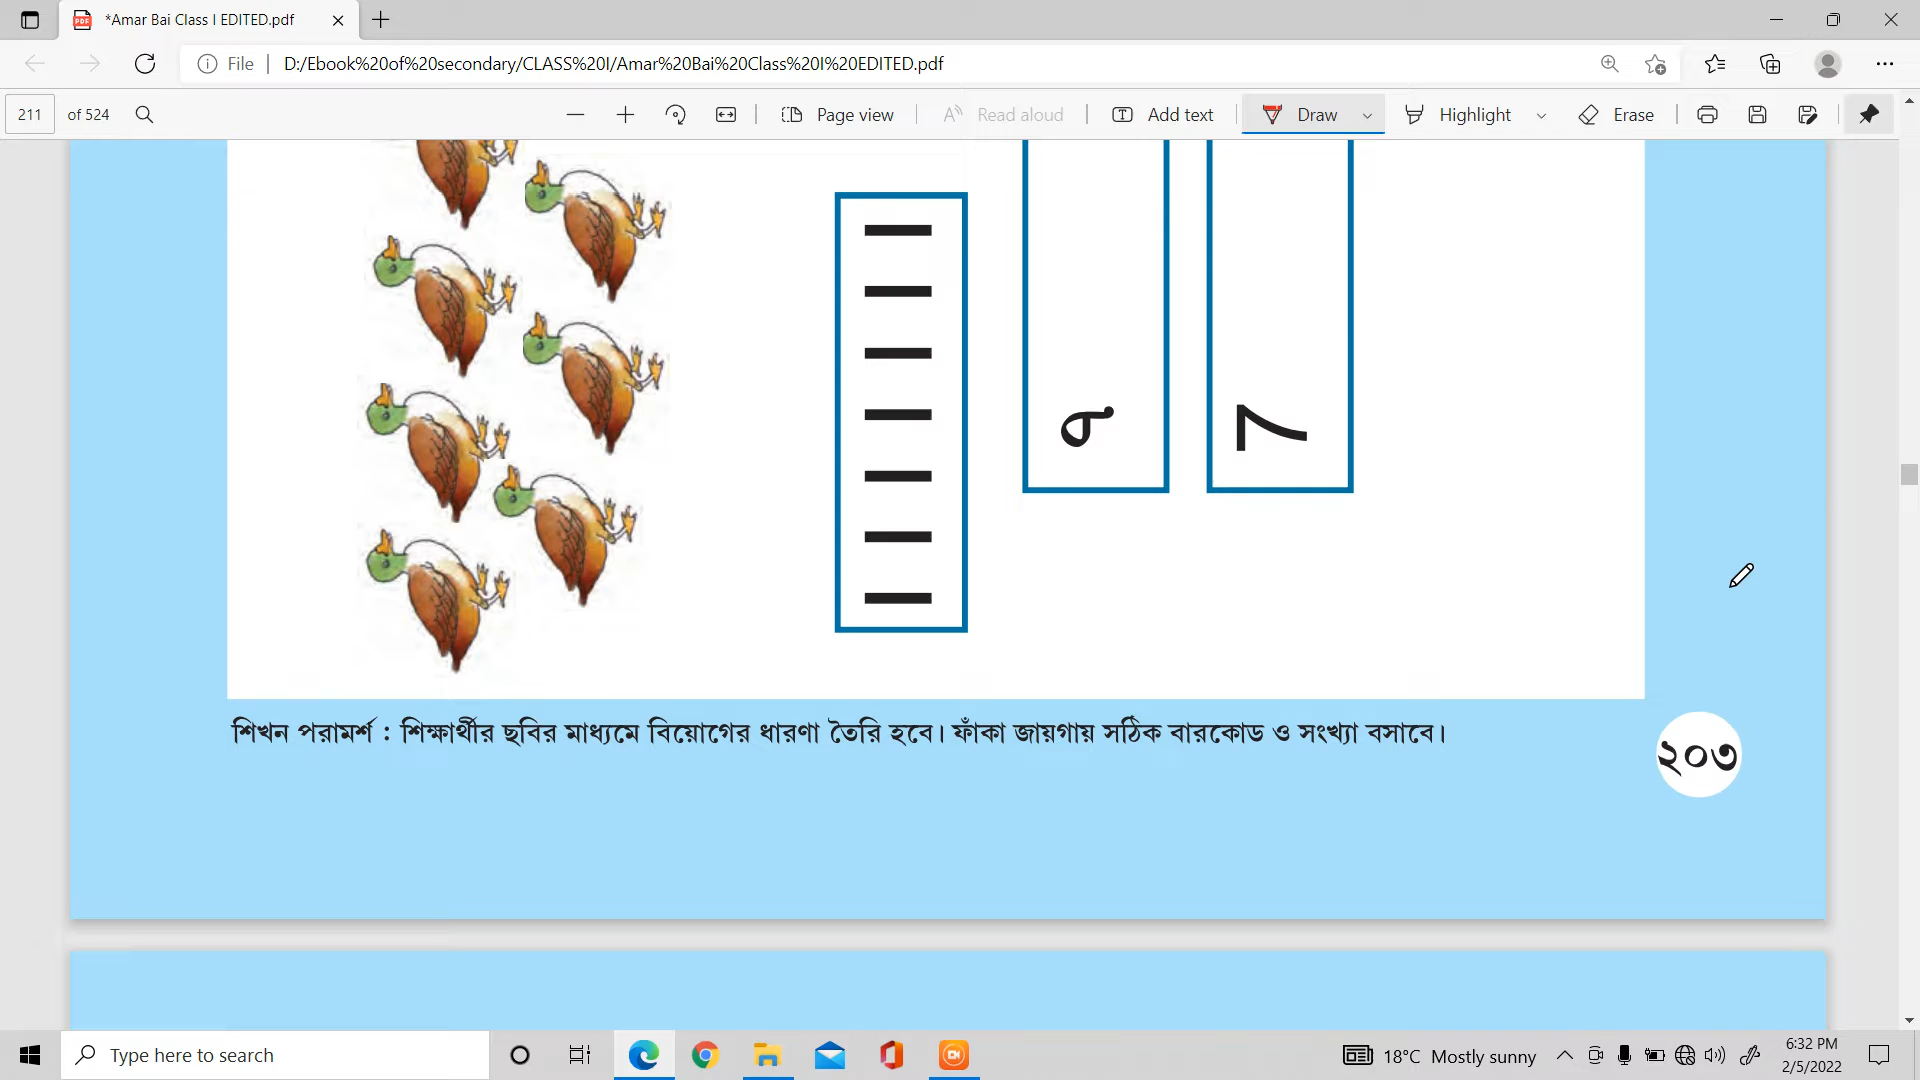 *Amar Bai Class I EDITED.pdf
File
D:/Ebook%20of%20secondary/CLASS%20I/Amar%20Bai%20Class%20I%20EDITED.pdf
211 of 524
Page view
Read aloud
Add text
Draw
Highlight
Erase
৭
7
শিখন পরামর্শ : শিক্ষার্থীর ছবির মাধ্যমে বিয়োগের ধারণা তৈরি হবে। ফাঁকা জায়গায় সঠিক বারকোড ও সংখ্যা বসাবে।
২০৩
Type here to search
18°C Mostly sunny
6:32 PM
2/5/2022